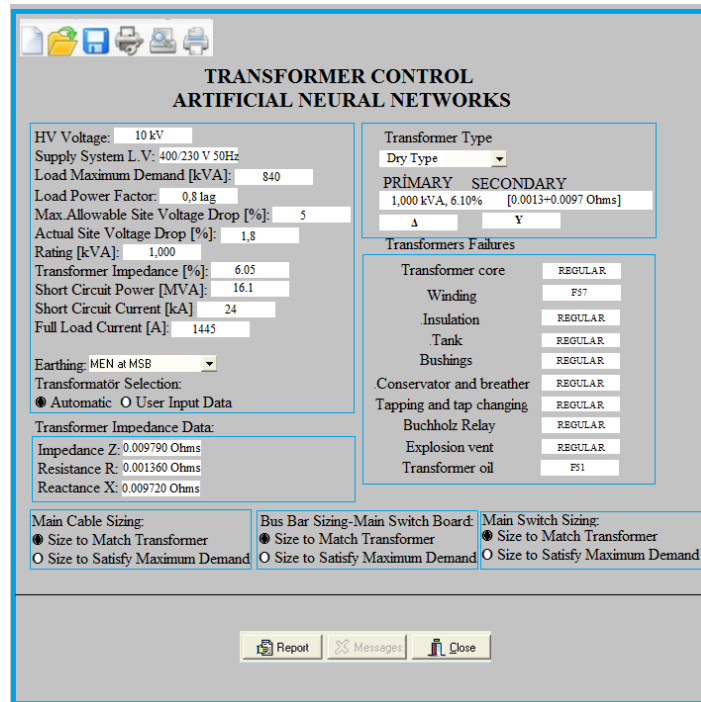 TRANSFORMER CONTROL
ARTIFICIAL NEURAL NETWORKS
HV Voltage: 10 kV
Supply System L.V: 400/230 V 50Hz
Load Maximum Demand [kVA]: 840
Load Power Factor: 0,8 lag
Max.Allowable Site Voltage Drop [%]: 5
Actual Site Voltage Drop [%]: 1,8
Rating [kVA]: 1,000
Transformer Impedance [%]: 6.05
Short Circuit Power [MVA]: 16.1
Short Circuit Current [kA] 24
Full Load Current [A]: 1445
Earthing: MEN at MSB
Transformatör Selection:
Automatic User Input Data
Transformer Impedance Data:
Impedance Z: 0.009790 Ohms
Resistance R: 0.001360 Ohms
Reactance X: 0.009720 Ohms
Transformer Type
Dry Type
PRİMARY SECONDARY
1,000 kVA, 6.10% [0.0013+0.0097 Ohms]
Δ Y
Transformers Failures
Transformer core REGULAR
Winding F57
.Insulation REGULAR
.Tank REGULAR
Bushings REGULAR
.Conservator and breather REGULAR
Tapping and tap changing REGULAR
Buchholz Relay REGULAR
Explosion vent REGULAR
Transformer oil F51
Main Cable Sizing:
Size to Match Transformer
Size to Satisfy Maximum Demand
Bus Bar Sizing-Main Switch Board:
Size to Match Transformer
Size to Satisfy Maximum Demand
Main Switch Sizing:
Size to Match Transformer
Size to Satisfy Maximum Demand
Report Messages Close